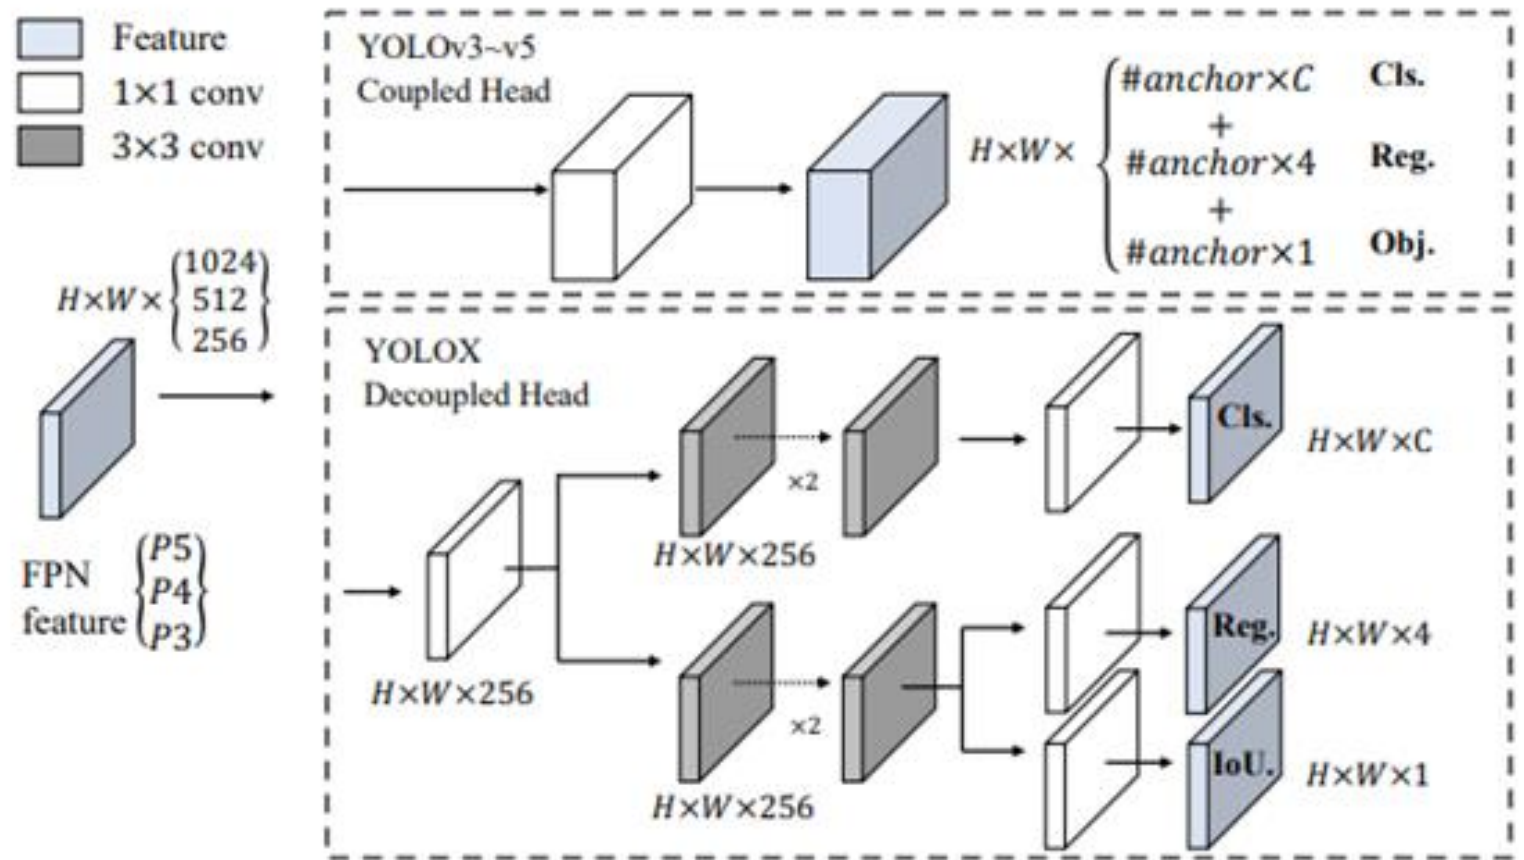 Feature
1×1 conv
3×3 conv
H×W×{1024
512
256}
FPN feature {P5
P4
P3}
YOLOv3~v5
Coupled Head
H×W×
#anchor×C Cls.
+
#anchor×4 Reg.
+
#anchor×1 Obj.
YOLOX
Decoupled Head
H×W×256
×2
H×W×256
×2
H×W×256
Cls.
H×W×C
Reg.
H×W×4
IoU.
H×W×1